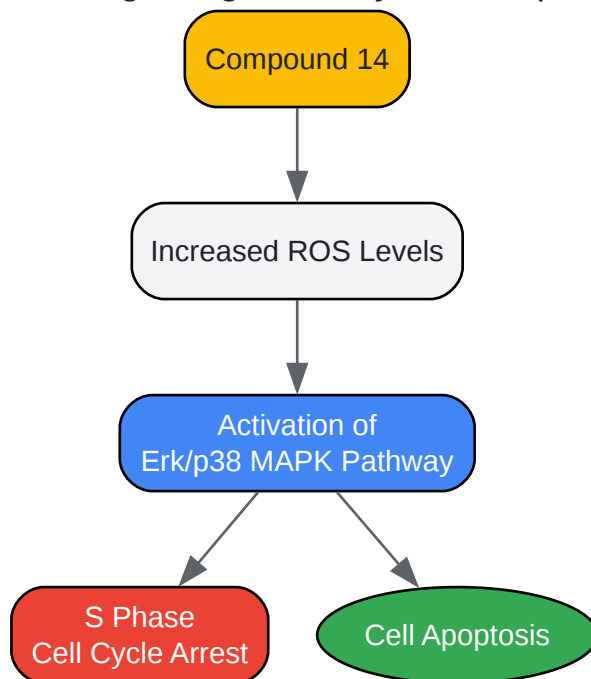 Compound 14
Increased ROS Levels
Activation of
Erk/p38 MAPK Pathway
S Phase
Cell Cycle Arrest
Cell Apoptosis